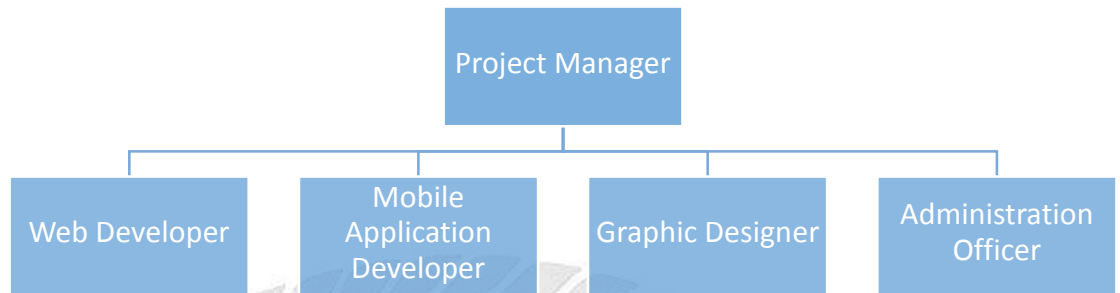 Project Manager
Web Developer
Mobile
Application
Developer
Graphic Designer
Administration
Officer